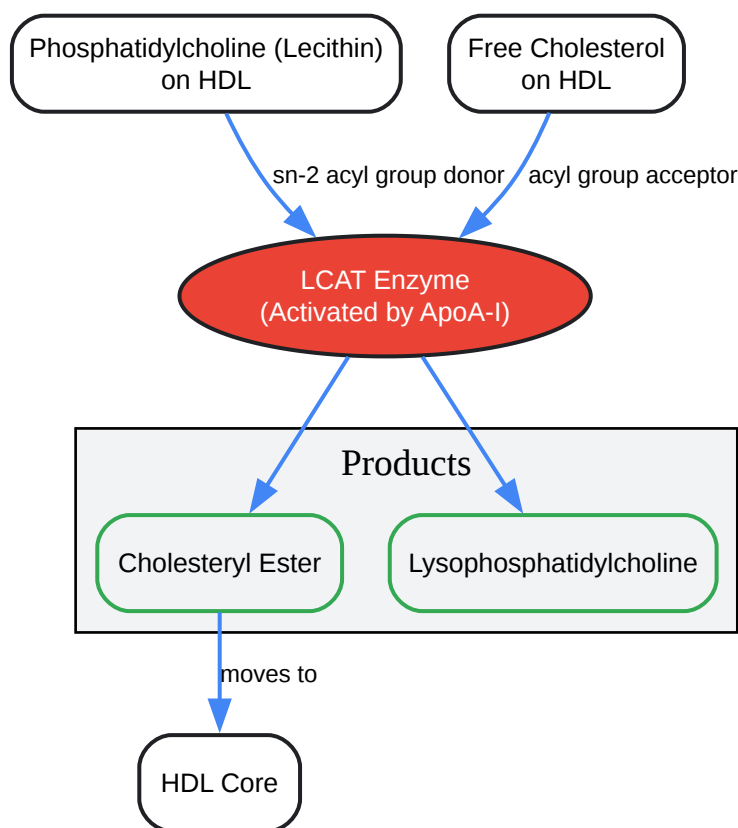 Phosphatidylcholine (Lecithin)
on HDL
Free Cholesterol
on HDL
sn-2 acyl group donor
acyl group acceptor
LCAT Enzyme
(Activated by ApoA-I)
Products
Cholesteryl Ester
Lysophosphatidylcholine
moves to
HDL Core